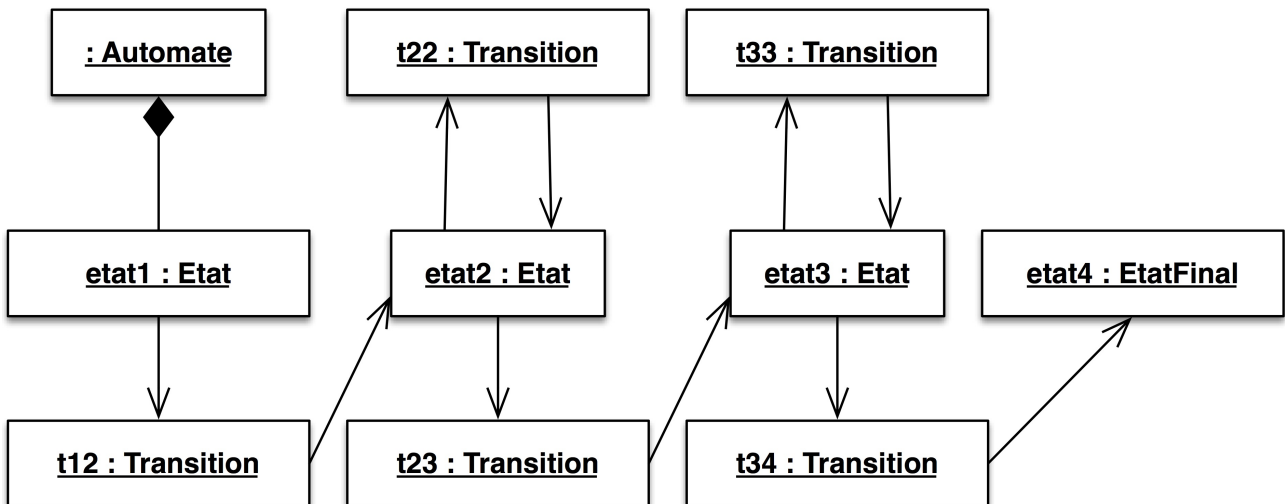 : Automate
t22 : Transition
t33 : Transition
etat1 : Etat
etat2 : Etat
etat3 : Etat
etat4 : EtatFinal
t12 : Transition
t23 : Transition
t34 : Transition